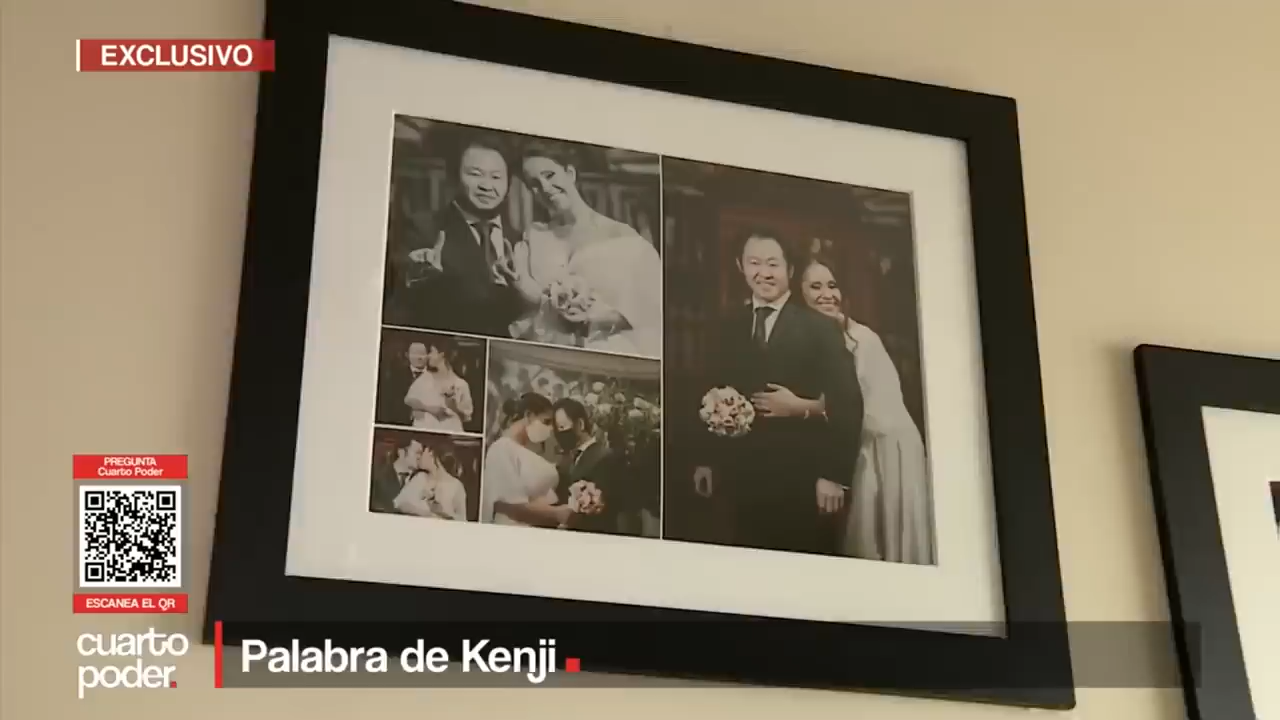 EXCLUSIVO
PREGUNTA
Cuarto Poder
ESCANEA EL QR
cuarto
poder.
Palabra de Kenji